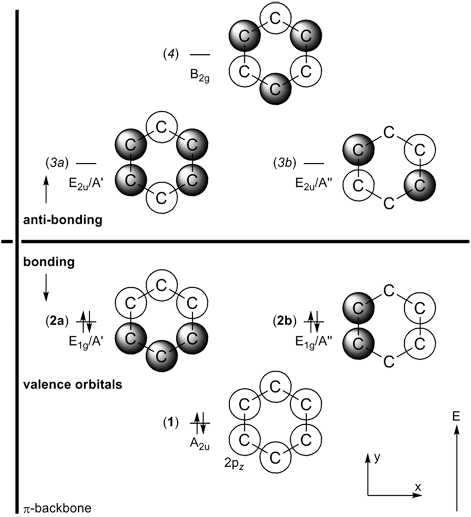 (4)
B2g
C
C
C
C
C
C
(3a)
E2u/A'
C
C
C
C
C
C
(3b)
E2u/A''
C
C
C
C
C
C
anti-bonding
bonding
(2a)
E1g/A'
C
C
C
C
C
C
(2b)
E1g/A''
C
C
C
C
C
C
valence orbitals
(1)
A2u
2pz
C
C
C
C
C
C
E
y
x
π-backbone